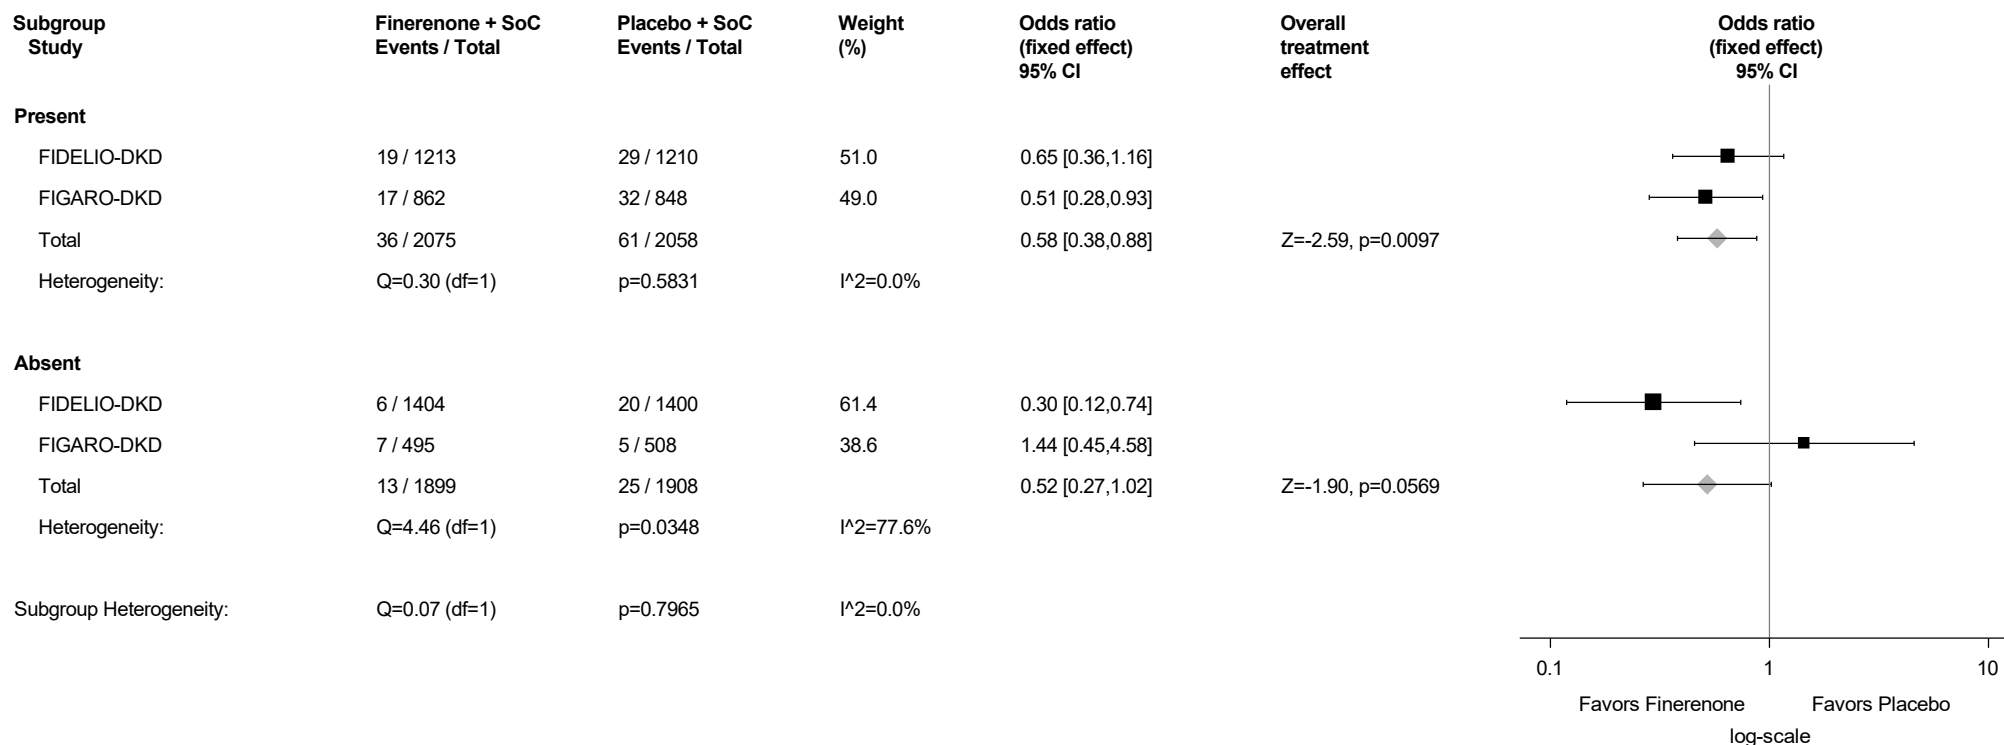 Subgroup Finerenone + SoC Placebo + SoC Weight Odds ratio Overall Odds ratio
Study Events / Total Events / Total (%) (fixed effect) treatment (fixed effect)
95% CI effect 95% CI
Present
FIDELIO-DKD 19 / 1213 29 / 1210 51.0 0.65 [0.36,1.16]
FIGARO-DKD 17 / 862 32 / 848 49.0 0.51 [0.28,0.93]
Total 36 / 2075 61 / 2058 0.58 [0.38,0.88] Z=-2.59, p=0.0097
Heterogeneity: Q=0.30 (df=1) p=0.5831 I^2=0.0%
Absent
FIDELIO-DKD 6 / 1404 20 / 1400 61.4 0.30 [0.12,0.74]
FIGARO-DKD 7 / 495 5 / 508 38.6 1.44 [0.45,4.58]
Total 13 / 1899 25 / 1908 0.52 [0.27,1.02] Z=-1.90, p=0.0569
Heterogeneity: Q=4.46 (df=1) p=0.0348 I^2=77.6%
Subgroup Heterogeneity: Q=0.07 (df=1) p=0.7965 I^2=0.0%
0.1 1 10
Favors Finerenone Favors Placebo
log-scale